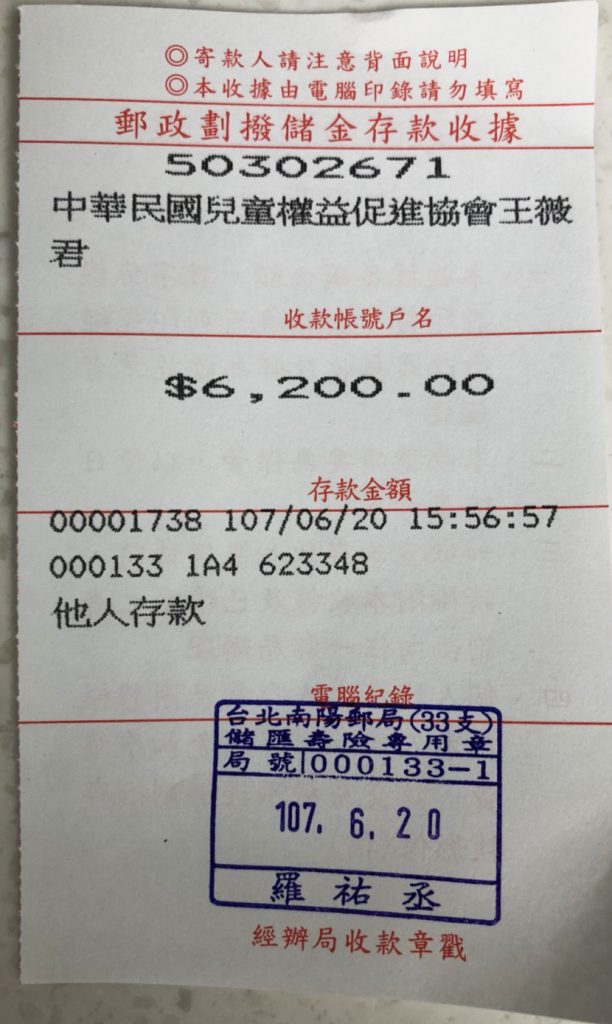 ◎寄款人請注意背面說明
◎本收據由電腦印錄請勿填寫
郵政劃撥儲金存款收據
50302671
中華民國兒童權益促進協會王薇
君
收款帳號戶名
$6,200.00
存款金額
00001738 107/06/20 15:56:57
000133 1A4 623348
他人存款
電腦紀錄
台北南陽郵局(33支)
儲匯壽險專用章
局號 000133-1
107. 6. 20
羅祐丞
經辦局收款章戳